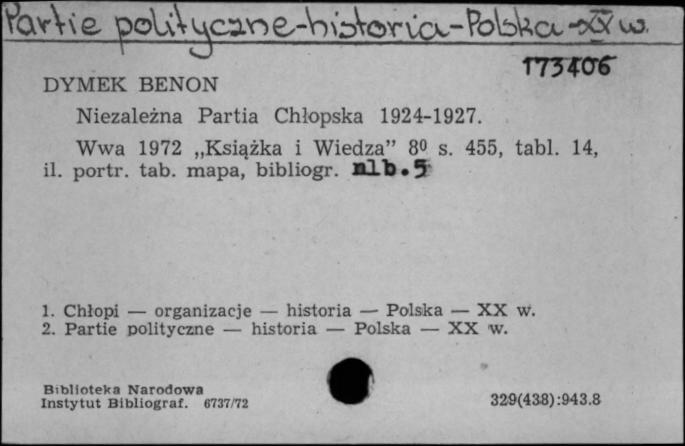 Partie polityczne-historia-Polska-XX w.
173406
DYMEK BENON
Niezależna Partia Chłopska 1924-1927.
Wwa 1972 „Książka i Wiedza” 8⁰ s. 455, tabl. 14,
il. portr. tab. mapa, bibliogr. nlb.5
1. Chłopi — organizacje — historia — Polska — XX w.
2. Partie polityczne — historia — Polska — XX w.
Biblioteka Narodowa
Instytut Bibliograf. 6737/72
329(438):943.8